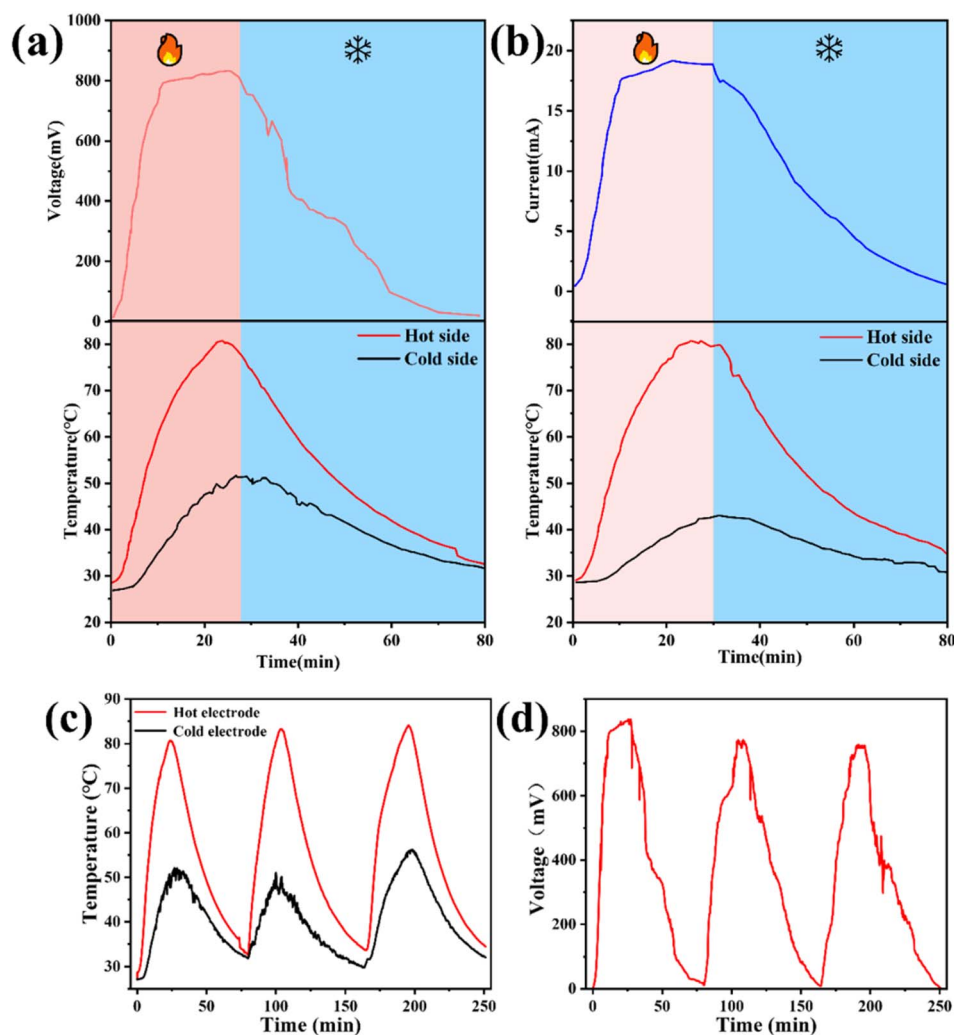 (a)
1000
800
600
400
200
0
Voltage(mV)
Hot side
Cold side
80
70
60
50
40
30
20
Temperature(°C)
0 20 40 60 80
Time(min)
(b)
20
15
10
5
0
Current(mA)
Hot side
Cold side
80
70
60
50
40
30
20
Temperature(°C)
0 20 40 60 80
Time(min)
(c)
Hot electrode
Cold electrode
90
80
70
60
50
40
30
Temperature (°C)
0 50 100 150 200 250
Time (min)
(d)
800
600
400
200
0
Voltage（mV）
0 50 100 150 200 250
Time (min)